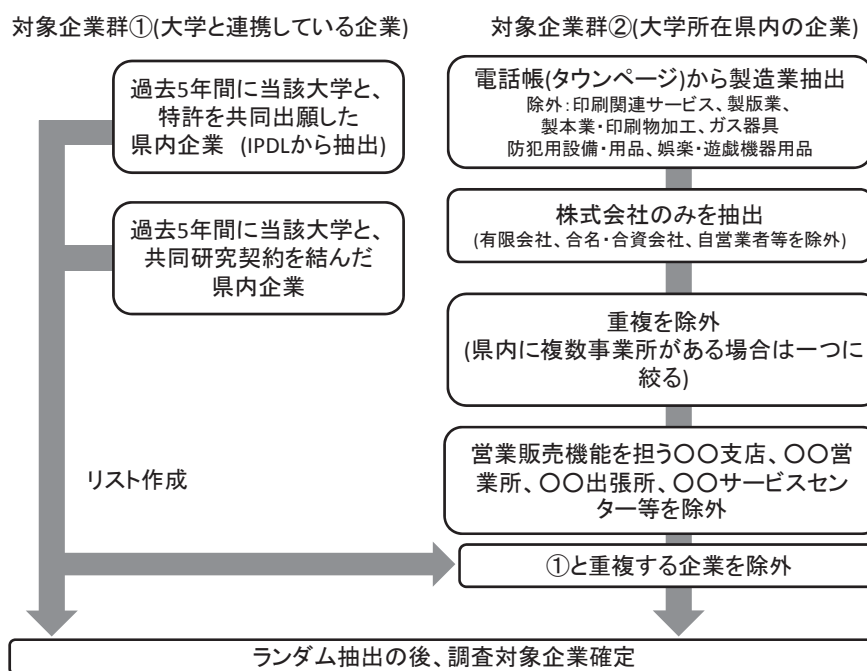 対象企業群①(大学と連携している企業)
過去5年間に当該大学と、
特許を共同出願した
県内企業 (IPDLから抽出)
過去5年間に当該大学と、
共同研究契約を結んだ
県内企業
リスト作成
対象企業群②(大学所在県内の企業)
電話帳(タウンページ)から製造業抽出
除外:印刷関連サービス、製版業、
製本業・印刷物加工、ガス器具
防犯用設備・用品、娯楽・遊戯機器用品
株式会社のみを抽出
(有限会社、合名・合資会社、自営業者等を除外)
重複を除外
(県内に複数事業所がある場合は一つに
絞る)
営業販売機能を担う〇〇支店、〇〇営
業所、〇〇出張所、〇〇サービスセン
ター等を除外
①と重複する企業を除外
ランダム抽出の後、調査対象企業確定